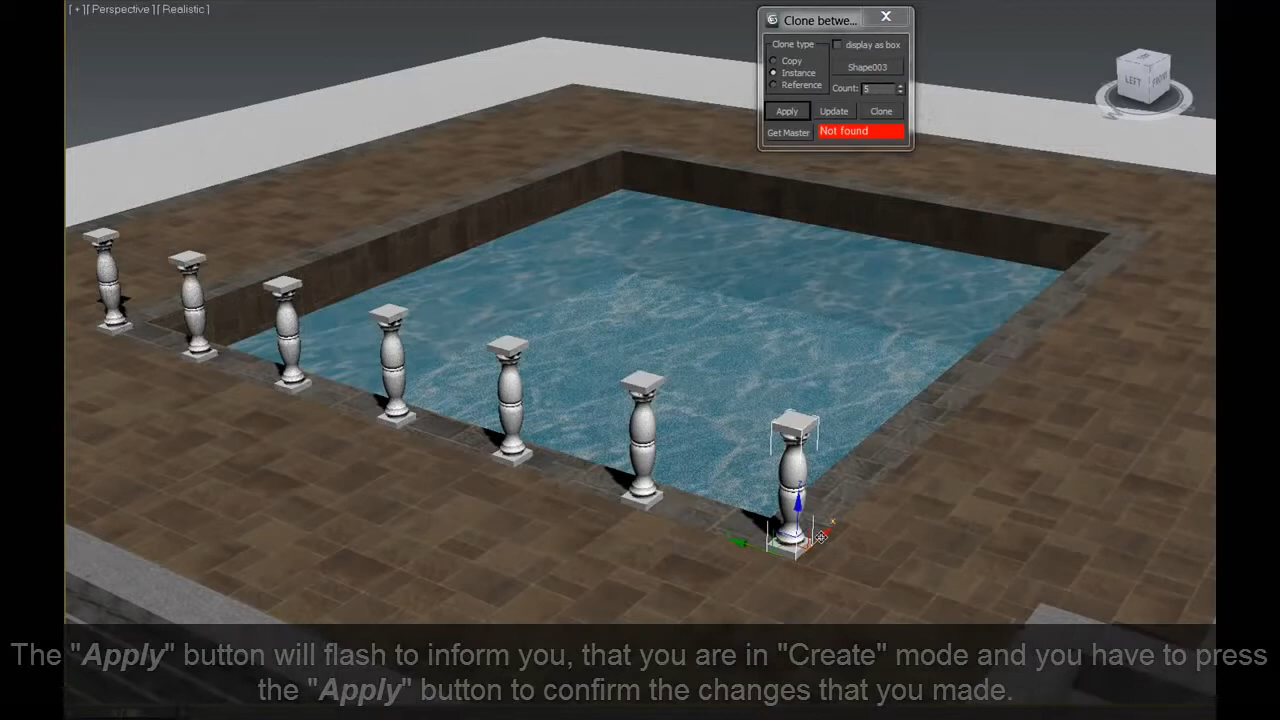 [ + ][ Perspective ][ Realistic ]
Clone betwe...
Clone type
display as box
Copy
Shape003
Instance
Reference
Count: 5
Apply
Update
Clone
Get Master
Not found
LEFT
The "Apply" button will flash to inform you, that you are in "Create" mode and you have to press
the "Apply" button to confirm the changes that you made.